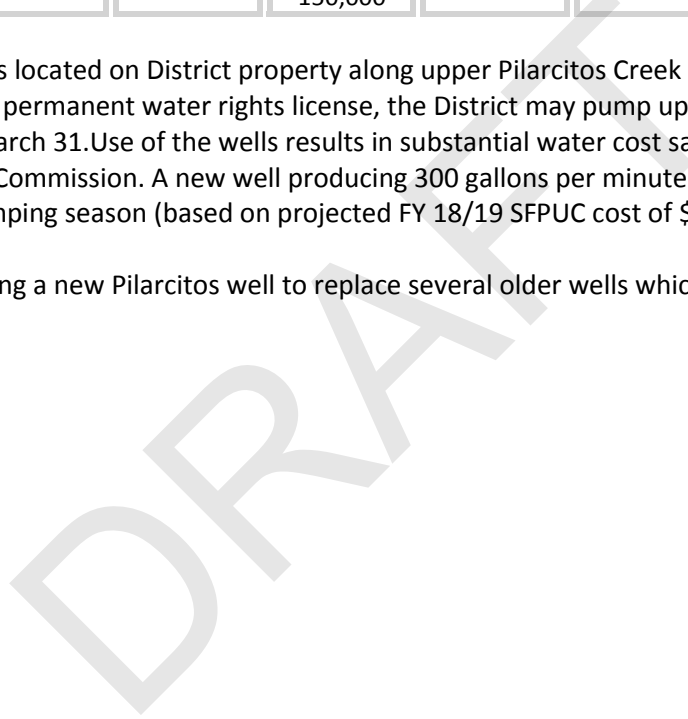 150,000
s located on District property along upper Pilarcitos Creek
permanent water rights license, the District may pump up
arch 31.Use of the wells results in substantial water cost sa
Commission. A new well producing 300 gallons per minute
nping season (based on projected FY 18/19 SFPUC cost of $
ng a new Pilarcitos well to replace several older wells whic
DRAFT